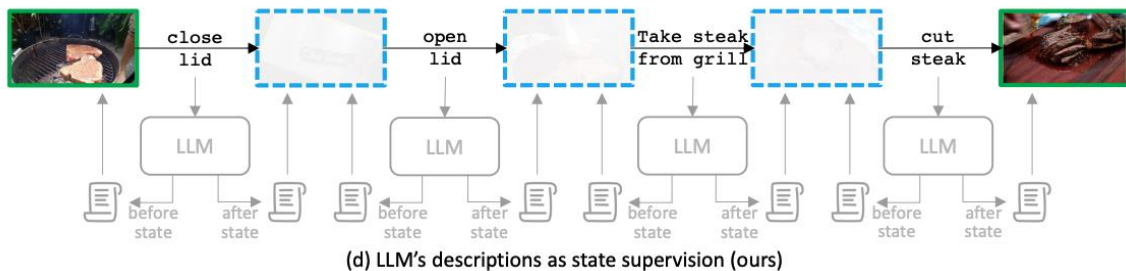 close
lid
open
lid
Take steak
from grill
cut
steak
LLM
LLM
LLM
LLM
before
state
after
state
before
state
after
state
before
state
after
state
before
state
after
state
(d) LLM's descriptions as state supervision (ours)